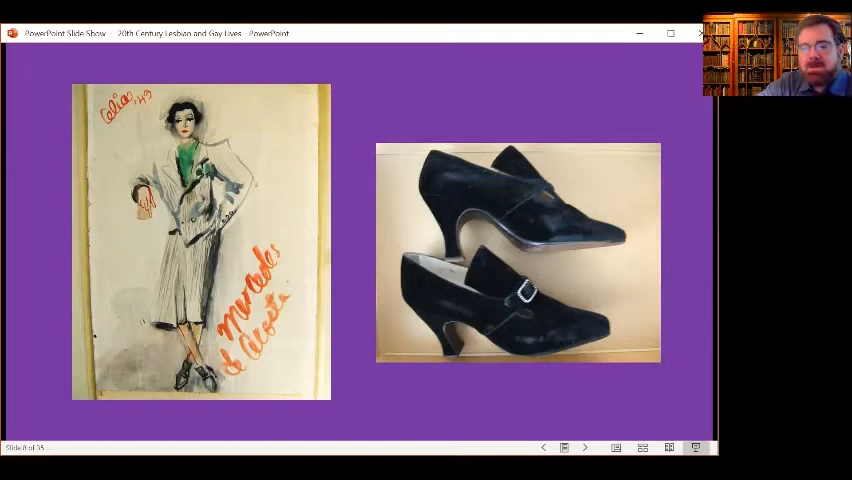 PowerPoint Slide Show - 20th Century Lesbian and Gay Lives - PowerPoint
Mercedes
de Acosta
Slide 8 of 35